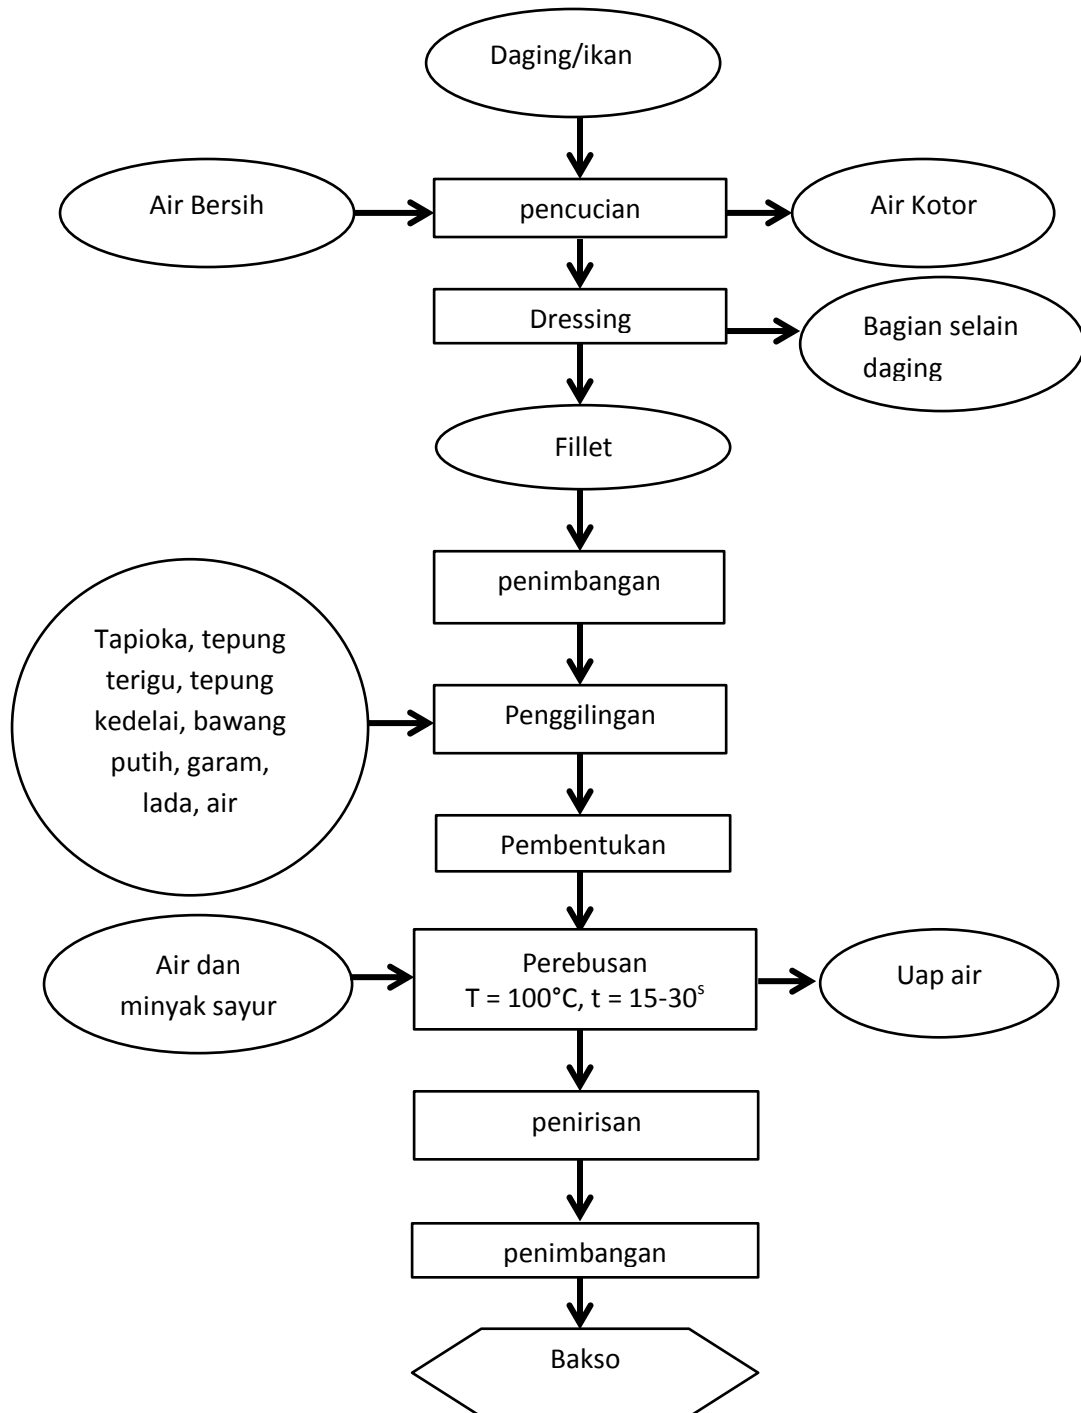 Daging/ikan
Air Bersih
pencucian
Air Kotor
Dressing
Bagian selain
daging
Fillet
penimbangan
Tapioka, tepung
terigu, tepung
kedelai, bawang
putih, garam,
lada, air
Penggilingan
Pembentukan
Air dan
minyak sayur
Perebusan
T = 100°C, t = 15-30ˢ
Uap air
penirisan
penimbangan
Bakso